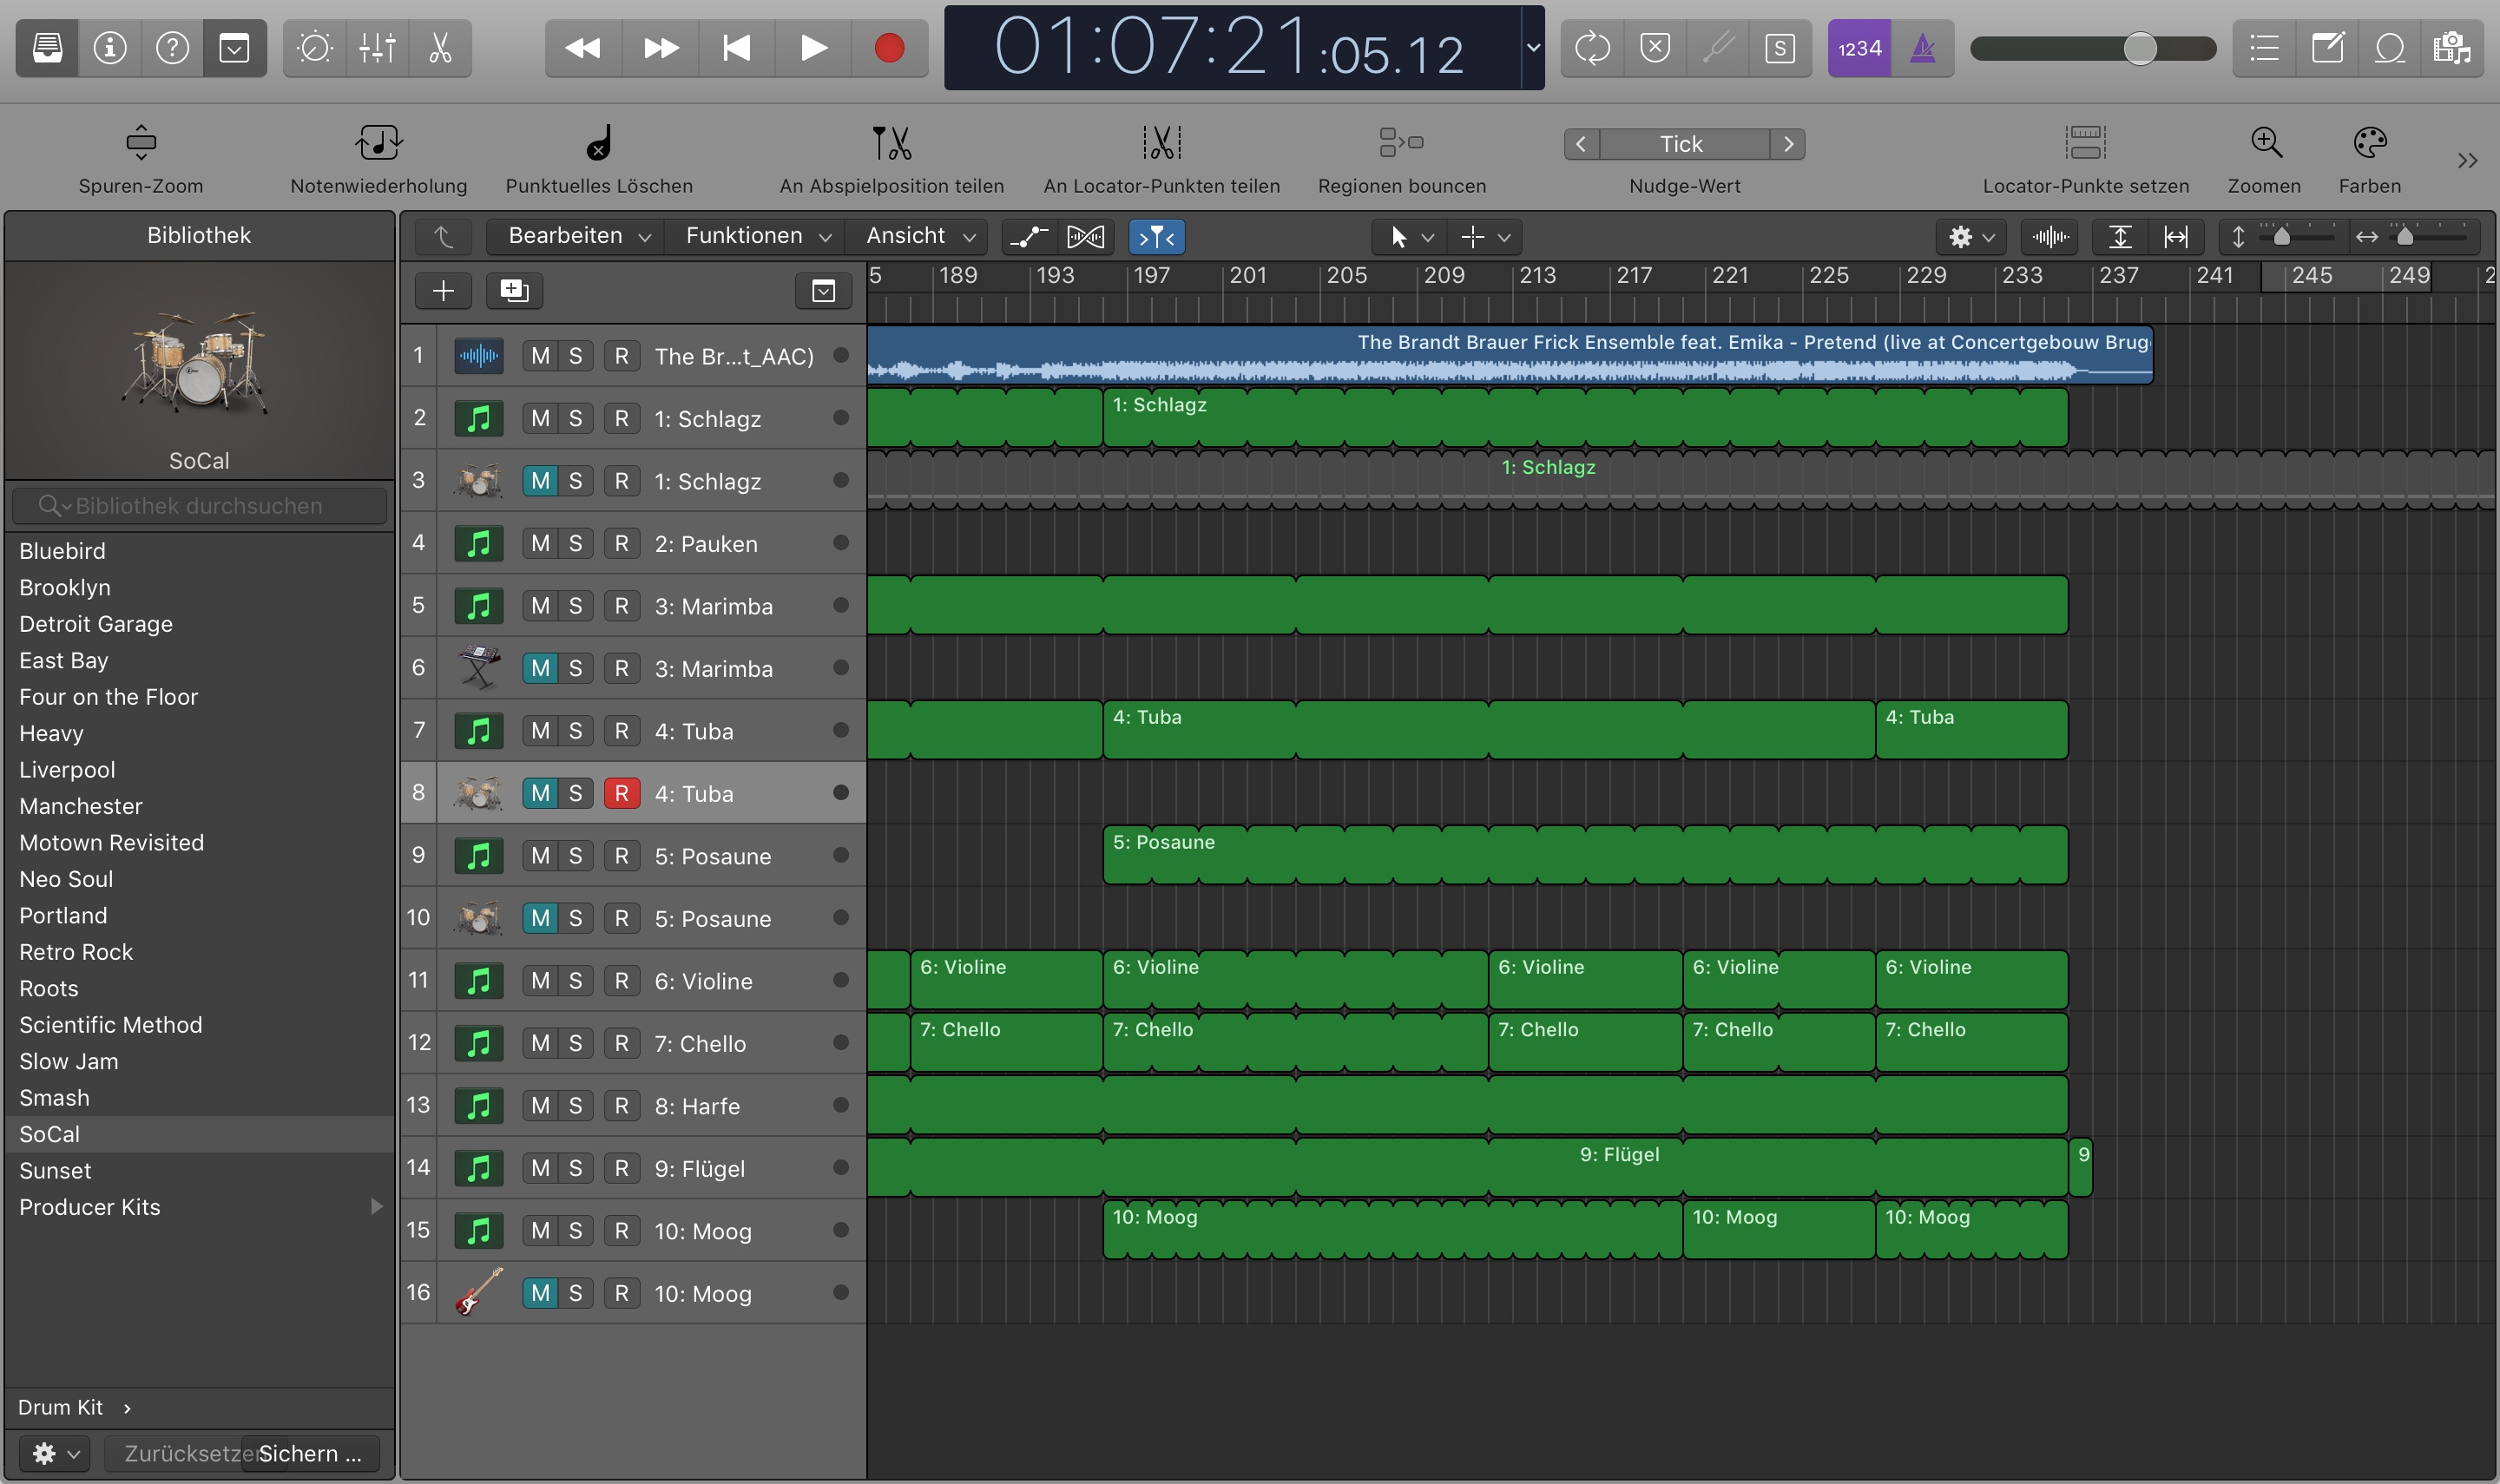 01:07:21:05.12
S
1234
Spuren-Zoom
Notenwiederholung
Punktuelles Löschen
An Abspielposition teilen
An Locator-Punkten teilen
Regionen bouncen
Tick
Nudge-Wert
Locator-Punkte setzen
Zoomen
Farben
Bibliothek
Bearbeiten
Funktionen
Ansicht
5 189 193 197 201 205 209 213 217 221 225 229 233 237 241 245 249 2
SoCal
Bibliothek durchsuchen
Bluebird
Brooklyn
Detroit Garage
East Bay
Four on the Floor
Heavy
Liverpool
Manchester
Motown Revisited
Neo Soul
Portland
Retro Rock
Roots
Scientific Method
Slow Jam
Smash
SoCal
Sunset
Producer Kits
Drum Kit
Zurücksetzen
Sichern ...
1 M S R The Br...t_AAC)
The Brandt Brauer Frick Ensemble feat. Emika - Pretend (live at Concertgebouw Brug
2 M S R 1: Schlagz
1: Schlagz
3 M S R 1: Schlagz
1: Schlagz
4 M S R 2: Pauken
5 M S R 3: Marimba
6 M S R 3: Marimba
7 M S R 4: Tuba
4: Tuba 4: Tuba
8 M S R 4: Tuba
9 M S R 5: Posaune
5: Posaune
10 M S R 5: Posaune
11 M S R 6: Violine
6: Violine 6: Violine 6: Violine 6: Violine 6: Violine
12 M S R 7: Chello
7: Chello 7: Chello 7: Chello 7: Chello 7: Chello
13 M S R 8: Harfe
14 M S R 9: Flügel
9: Flügel 9
15 M S R 10: Moog
10: Moog 10: Moog 10: Moog
16 M S R 10: Moog